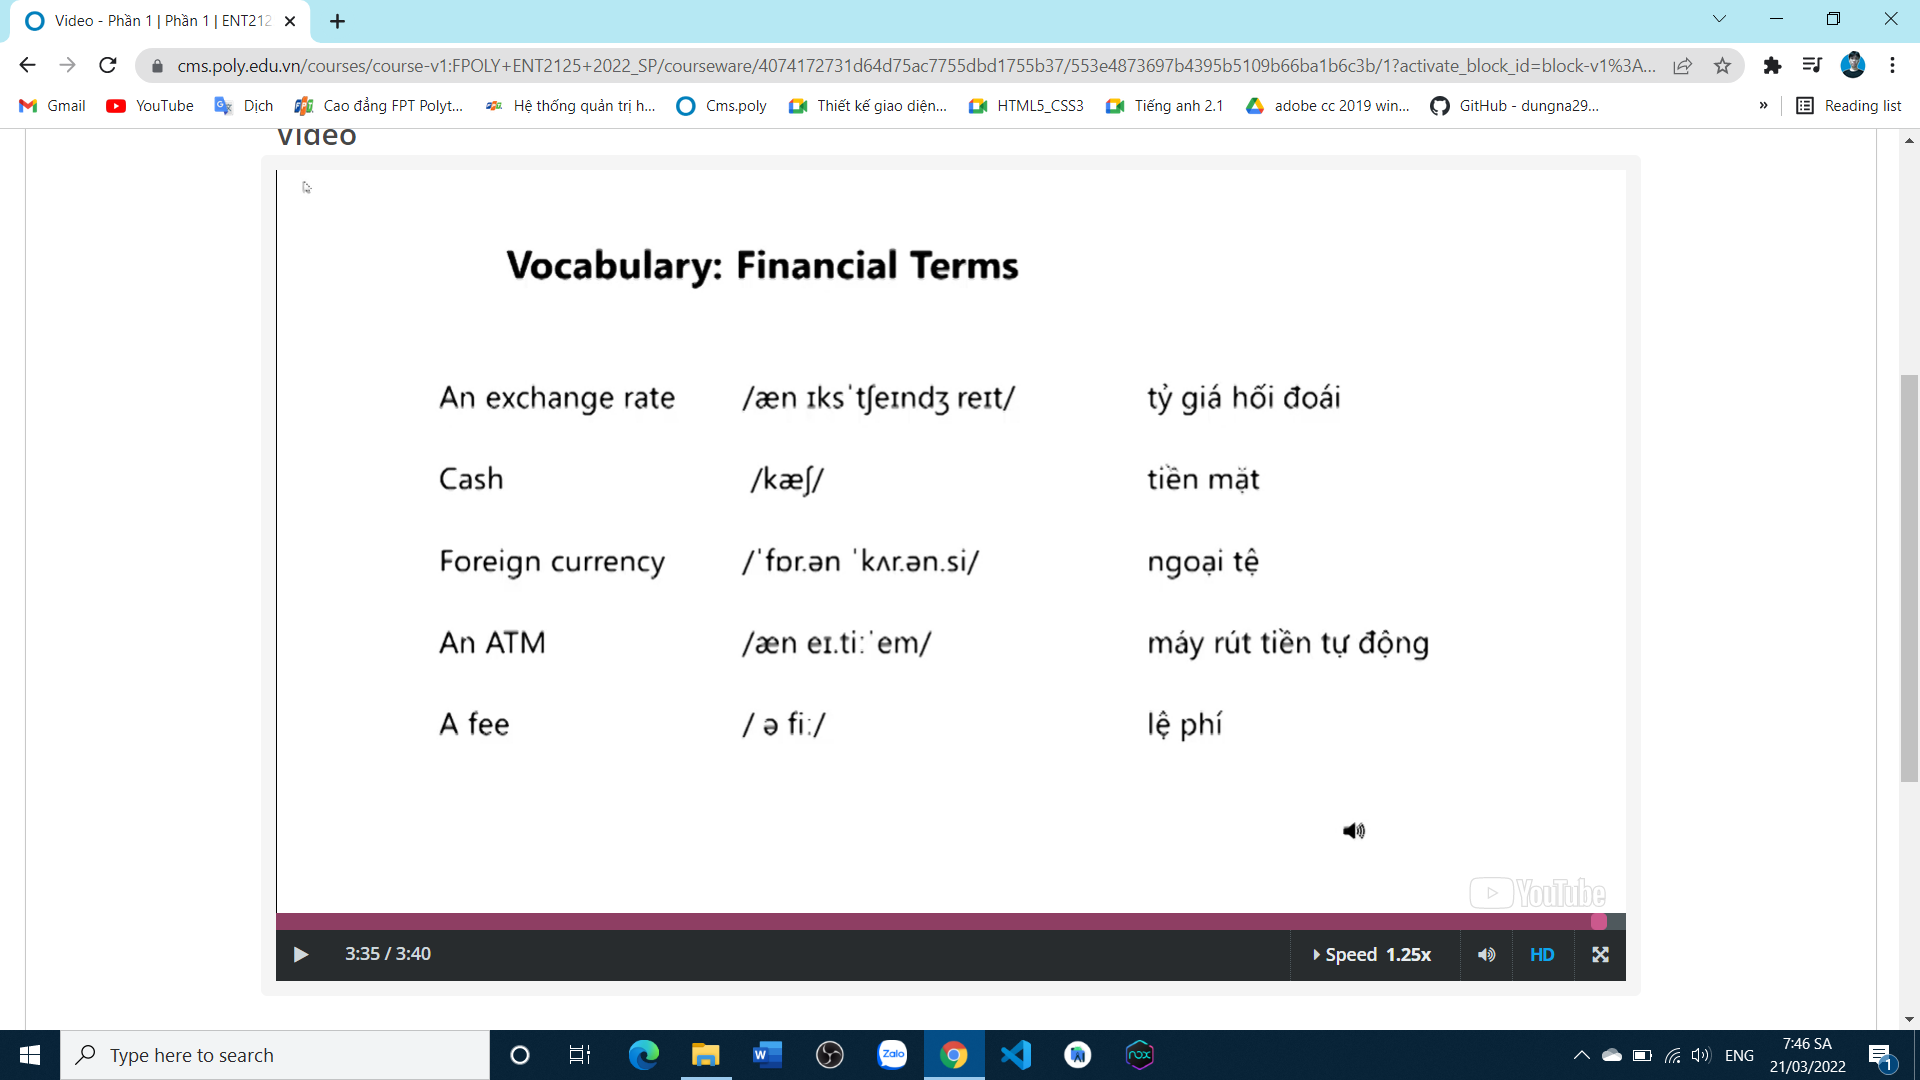 Video - Phần 1 | Phần 1 | ENT212
cms.poly.edu.vn/courses/course-v1:FPOLY+ENT2125+2022_SP/courseware/4074172731d64d75ac7755dbd1755b37/553e4873697b4395b5109b66ba1b6c3b/1?activate_block_id=block-v1%3A...
Gmail YouTube Dịch Cao đẳng FPT Polyt... Hệ thống quản trị h... Cms.poly Thiết kế giao diện... HTML5_CSS3 Tiếng anh 2.1 adobe cc 2019 win... GitHub - dungna29... » Reading list
Video
Vocabulary: Financial Terms
An exchange rate /æn ɪksˈtʃeɪndʒ reɪt/ tỷ giá hối đoái
Cash /kæʃ/ tiền mặt
Foreign currency /ˈfɒr.ən ˈkʌr.ən.si/ ngoại tệ
An ATM /æn eɪ.tiːˈem/ máy rút tiền tự động
A fee / ə fiː/ lệ phí
YouTube
3:35 / 3:40 Speed 1.25x HD
Type here to search
W
Zalo
nox
ENG
7:46 SA
21/03/2022
1